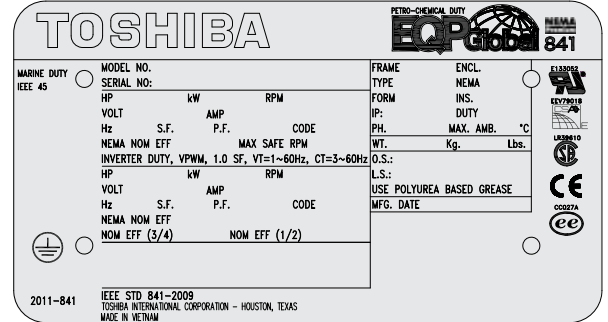 TOSHIBA
PETRO-CHEMICAL DUTY
EQP Global
NEMA
PREMIUM
841
MARINE DUTY
IEEE 45
MODEL NO.
SERIAL NO:
HP kW RPM
VOLT AMP
Hz S.F. P.F. CODE
NEMA NOM EFF MAX SAFE RPM
INVERTER DUTY, VPWM, 1.0 SF, VT=1~60Hz, CT=3~60Hz
HP kW RPM
VOLT AMP
Hz S.F. P.F. CODE
NEMA NOM EFF
NOM EFF (3/4) NOM EFF (1/2)
FRAME ENCL.
TYPE NEMA
FORM INS.
IP: DUTY
PH. MAX. AMB. °C
WT. Kg. Lbs.
O.S.:
L.S.:
USE POLYUREA BASED GREASE
MFG. DATE
E133052
EEV79018
CSA
LR39610
CE
CC027A
ee
2011-841
IEEE STD 841-2009
TOSHIBA INTERNATIONAL CORPORATION - HOUSTON, TEXAS
MADE IN VIETNAM